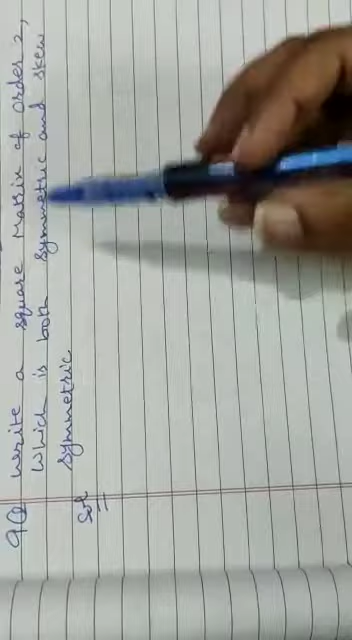 9Q write a square Matrix of order 2,
which is both symmetric and skew
symmetric
Sol